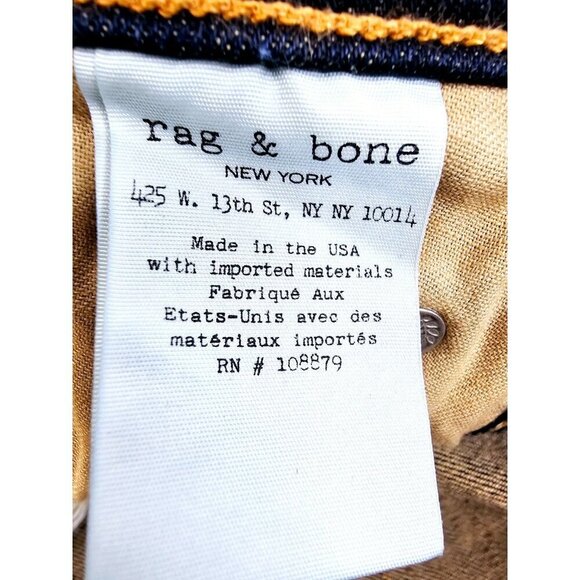 rag & bone
NEW YORK
425 W. 13th St, NY NY 10014
Made in the USA
with imported materials
Fabriqué Aux
Etats-Unis avec des
matériaux importés
RN # 108879